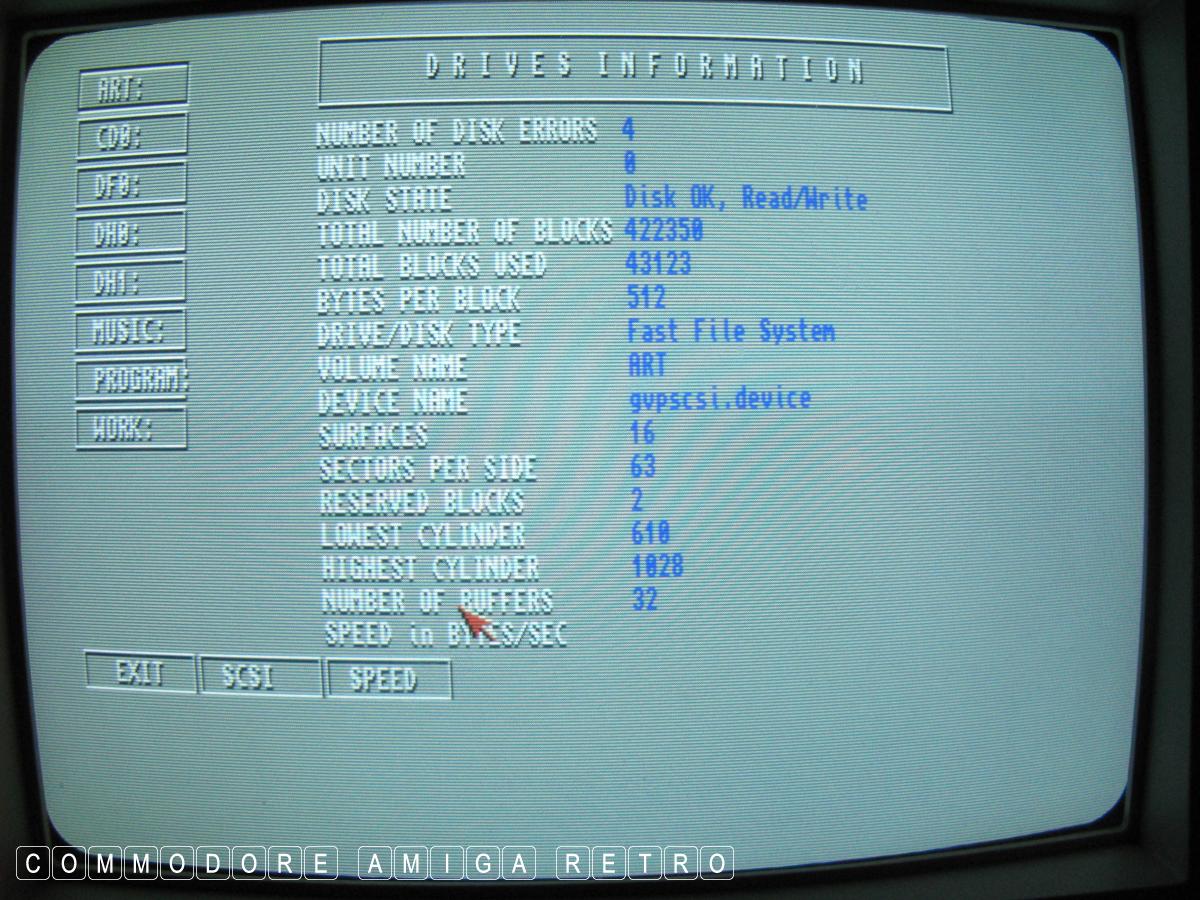 DRIVES INFORMATION
ART:
CD0:
DF0:
DH0:
DH1:
MUSIC:
PROGRAM:
WORK:
NUMBER OF DISK ERRORS 4
UNIT NUMBER 0
DISK STATE Disk OK, Read/Write
TOTAL NUMBER OF BLOCKS 422350
TOTAL BLOCKS USED 43123
BYTES PER BLOCK 512
DRIVE/DISK TYPE Fast File System
VOLUME NAME ART
DEVICE NAME gvpscsi.device
SURFACES 16
SECTORS PER SIDE 63
RESERVED BLOCKS 2
LOWEST CYLINDER 610
HIGHEST CYLINDER 1028
NUMBER OF BUFFERS 32
SPEED in BYTES/SEC
EXIT SCSI SPEED
COMMODORE AMIGA RETRO